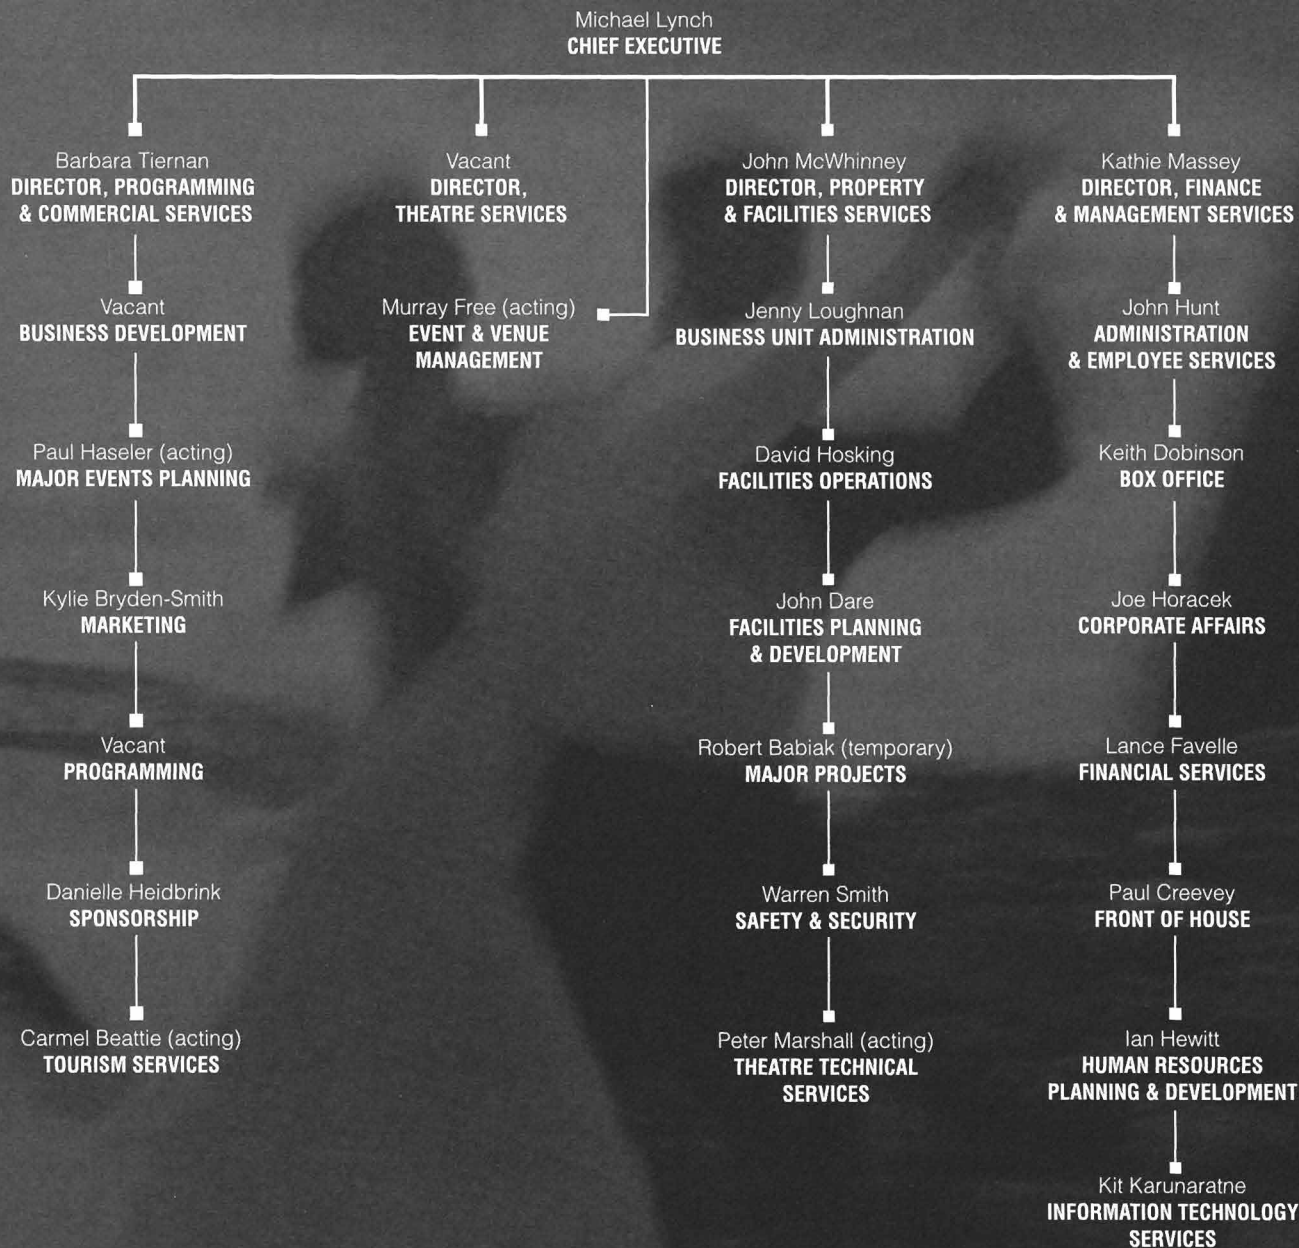 Michael Lynch
CHIEF EXECUTIVE
Barbara Tiernan
DIRECTOR, PROGRAMMING
& COMMERCIAL SERVICES
Vacant
BUSINESS DEVELOPMENT
Paul Haseler (acting)
MAJOR EVENTS PLANNING
Kylie Bryden-Smith
MARKETING
Vacant
PROGRAMMING
Danielle Heidbrink
SPONSORSHIP
Carmel Beattie (acting)
TOURISM SERVICES
Vacant
DIRECTOR,
THEATRE SERVICES
Murray Free (acting)
EVENT & VENUE
MANAGEMENT
John McWhinney
DIRECTOR, PROPERTY
& FACILITIES SERVICES
Jenny Loughnan
BUSINESS UNIT ADMINISTRATION
David Hosking
FACILITIES OPERATIONS
John Dare
FACILITIES PLANNING
& DEVELOPMENT
Robert Babiak (temporary)
MAJOR PROJECTS
Warren Smith
SAFETY & SECURITY
Peter Marshall (acting)
THEATRE TECHNICAL
SERVICES
Kathie Massey
DIRECTOR, FINANCE
& MANAGEMENT SERVICES
John Hunt
ADMINISTRATION
& EMPLOYEE SERVICES
Keith Dobinson
BOX OFFICE
Joe Horacek
CORPORATE AFFAIRS
Lance Favelle
FINANCIAL SERVICES
Paul Creevey
FRONT OF HOUSE
Ian Hewitt
HUMAN RESOURCES
PLANNING & DEVELOPMENT
Kit Karunaratne
INFORMATION TECHNOLOGY
SERVICES